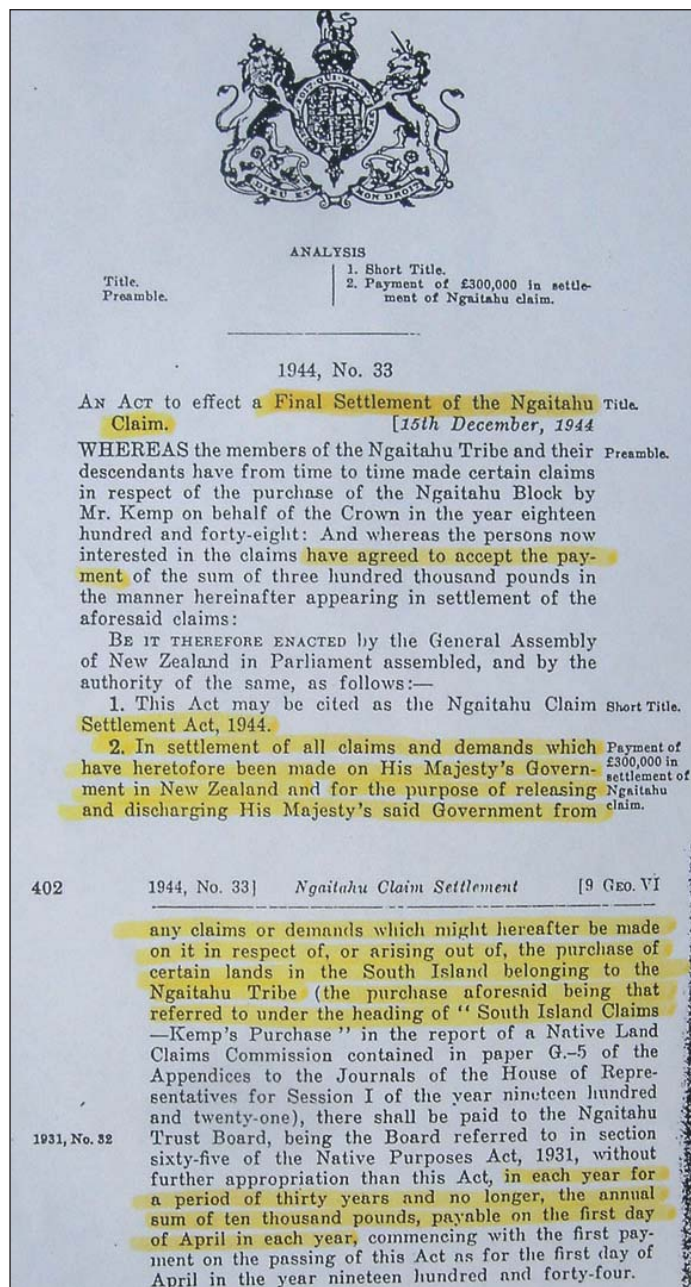 DIEU ET MON DROIT
ANALYSIS
Title.
Preamble.
1. Short Title.
2. Payment of £300,000 in settle-
ment of Ngaitahu claim.
1944, No. 33
AN ACT to effect a Final Settlement of the Ngaitahu
Claim. [15th December, 1944
Title.
WHEREAS the members of the Ngaitahu Tribe and their
Preamble.
descendants have from time to time made certain claims
in respect of the purchase of the Ngaitahu Block by
Mr. Kemp on behalf of the Crown in the year eighteen
hundred and forty-eight: And whereas the persons now
interested in the claims have agreed to accept the pay-
ment of the sum of three hundred thousand pounds in
the manner hereinafter appearing in settlement of the
aforesaid claims:
BE IT THEREFORE ENACTED by the General Assembly
of New Zealand in Parliament assembled, and by the
authority of the same, as follows:—
1. This Act may be cited as the Ngaitahu Claim
Short Title.
Settlement Act, 1944.
2. In settlement of all claims and demands which
have heretofore been made on His Majesty's Govern-
ment in New Zealand and for the purpose of releasing
and discharging His Majesty's said Government from
Payment of
£300,000 in
settlement of
Ngaitahu
claim.
402 1944, No. 33] Ngaitahu Claim Settlement [9 GEO. VI
any claims or demands which might hereafter be made
on it in respect of, or arising out of, the purchase of
certain lands in the South Island belonging to the
Ngaitahu Tribe (the purchase aforesaid being that
referred to under the heading of " South Island Claims
—Kemp's Purchase " in the report of a Native Land
Claims Commission contained in paper G.–5 of the
Appendices to the Journals of the House of Repre-
sentatives for Session I of the year nineteen hundred
and twenty-one), there shall be paid to the Ngaitahu
1931, No. 32
Trust Board, being the Board referred to in section
sixty-five of the Native Purposes Act, 1931, without
further appropriation than this Act, in each year for
a period of thirty years and no longer, the annual
sum of ten thousand pounds, payable on the first day
of April in each year, commencing with the first pay-
ment on the passing of this Act as for the first day of
April in the year nineteen hundred and forty-four.